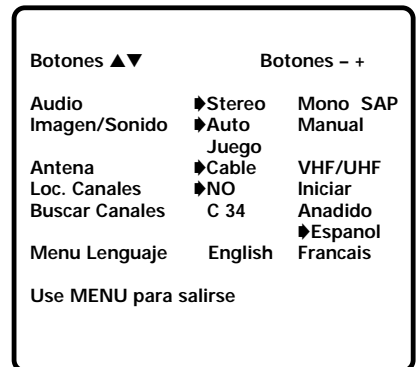 Botones ▲▼ Botones – +
Audio ➧Stereo Mono SAP
Imagen/Sonido ➧Auto Manual
Juego
Antena ➧Cable VHF/UHF
Loc. Canales ➧NO Iniciar
Buscar Canales C 34 Anadido
➧Espanol
Menu Lenguaje English Francais
Use MENU para salirse